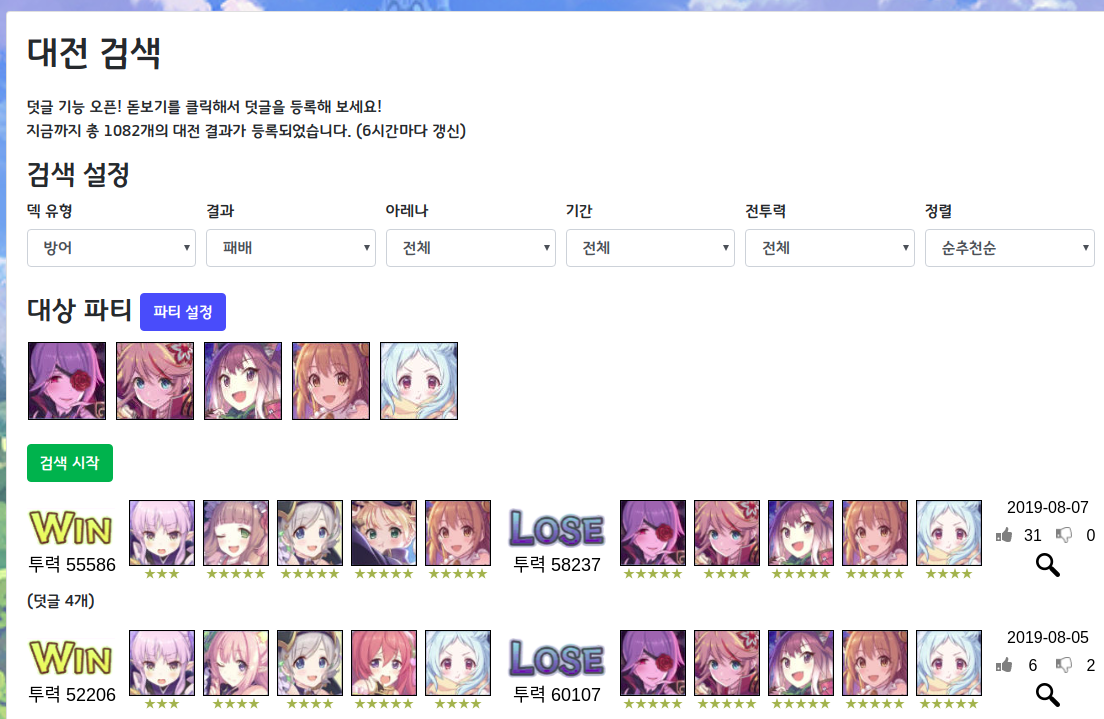 대전 검색
덧글 기능 오픈! 돋보기를 클릭해서 덧글을 등록해 보세요!
지금까지 총 1082개의 대전 결과가 등록되었습니다. (6시간마다 갱신)
검색 설정
덱 유형 결과 아레나 기간 전투력 정렬
방어 패배 전체 전체 전체 순추천순
대상 파티 파티 설정
검색 시작
WIN LOSE 2019-08-07
31 0
투력 55586 투력 58237
(덧글 4개)
WIN LOSE 2019-08-05
6 2
투력 52206 투력 60107